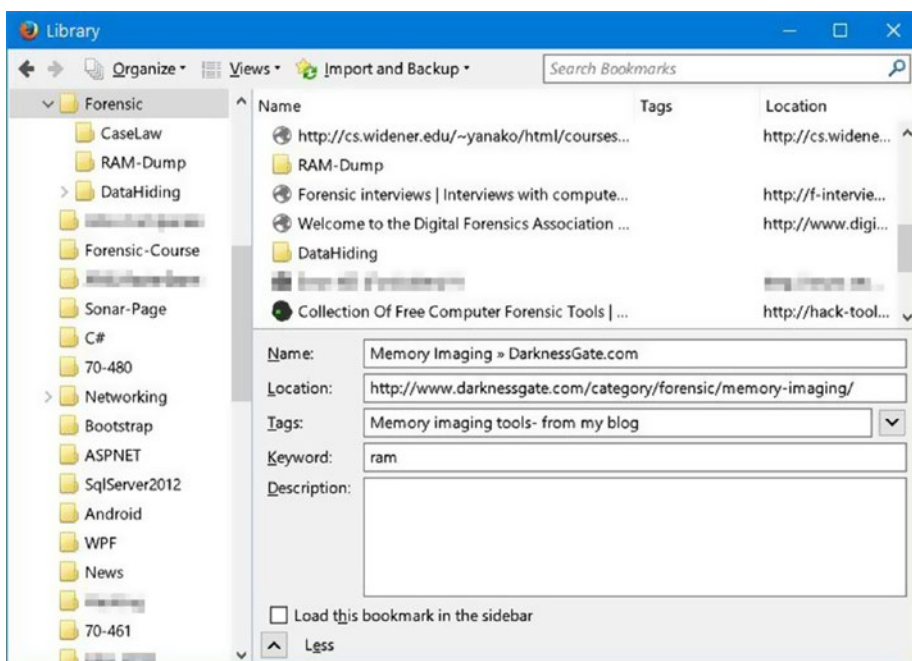 Library
Organize Views Import and Backup Search Bookmarks
Forensic
CaseLaw
RAM-Dump
DataHiding
Forensic-Course
Sonar-Page
C#
70-480
Networking
Bootstrap
ASPNET
SqlServer2012
Android
WPF
News
70-461
Name Tags Location
http://cs.widener.edu/~yanako/html/courses... http://cs.widene...
RAM-Dump
Forensic interviews | Interviews with compute... http://f-intervie...
Welcome to the Digital Forensics Association ... http://www.digi...
DataHiding
Collection Of Free Computer Forensic Tools | ... http://hack-tool...
Name: Memory Imaging » DarknessGate.com
Location: http://www.darknessgate.com/category/forensic/memory-imaging/
Tags: Memory imaging tools- from my blog
Keyword: ram
Description:
Load this bookmark in the sidebar
Less